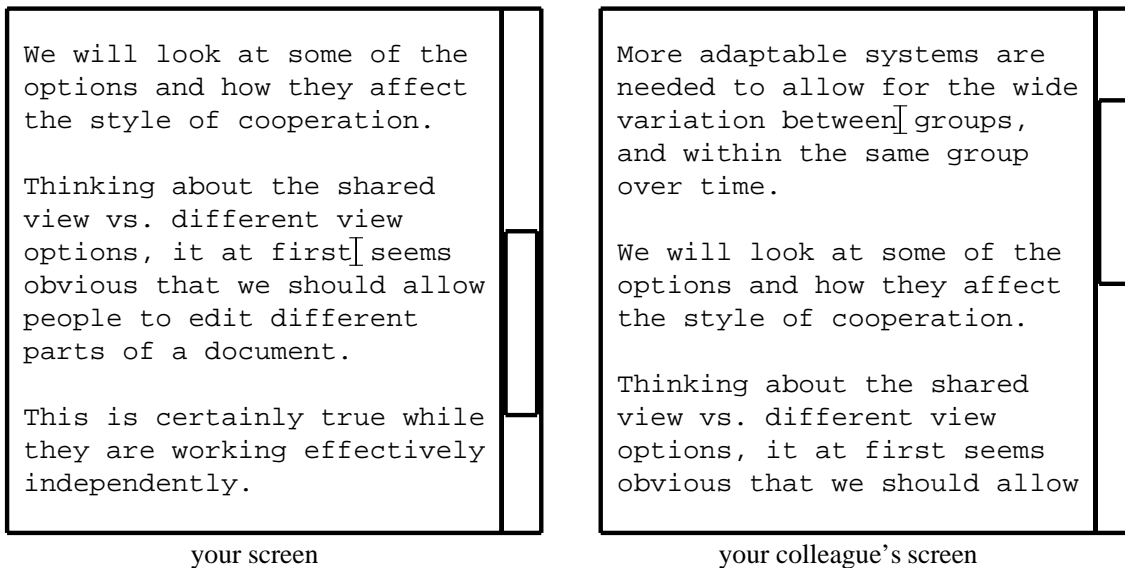 We will look at some of the
options and how they affect
the style of cooperation.
Thinking about the shared
view vs. different view
options, it at first seems
obvious that we should allow
people to edit different
parts of a document.
This is certainly true while
they are working effectively
independently.
your screen
More adaptable systems are
needed to allow for the wide
variation between groups,
and within the same group
over time.
We will look at some of the
options and how they affect
the style of cooperation.
Thinking about the shared
view vs. different view
options, it at first seems
obvious that we should allow
your colleague's screen